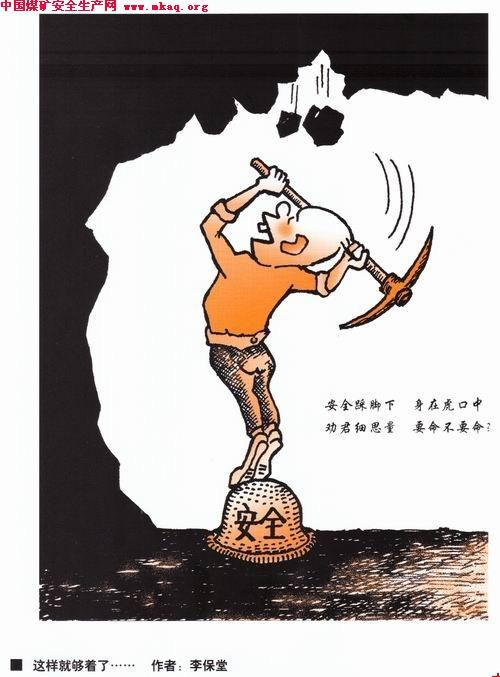 中国煤矿安全生产网 www.mkaq.org
安全踩脚下 身在虎口中
劝君细思量 要命不要命?
安全
■ 这样就够着了…… 作者：李保堂